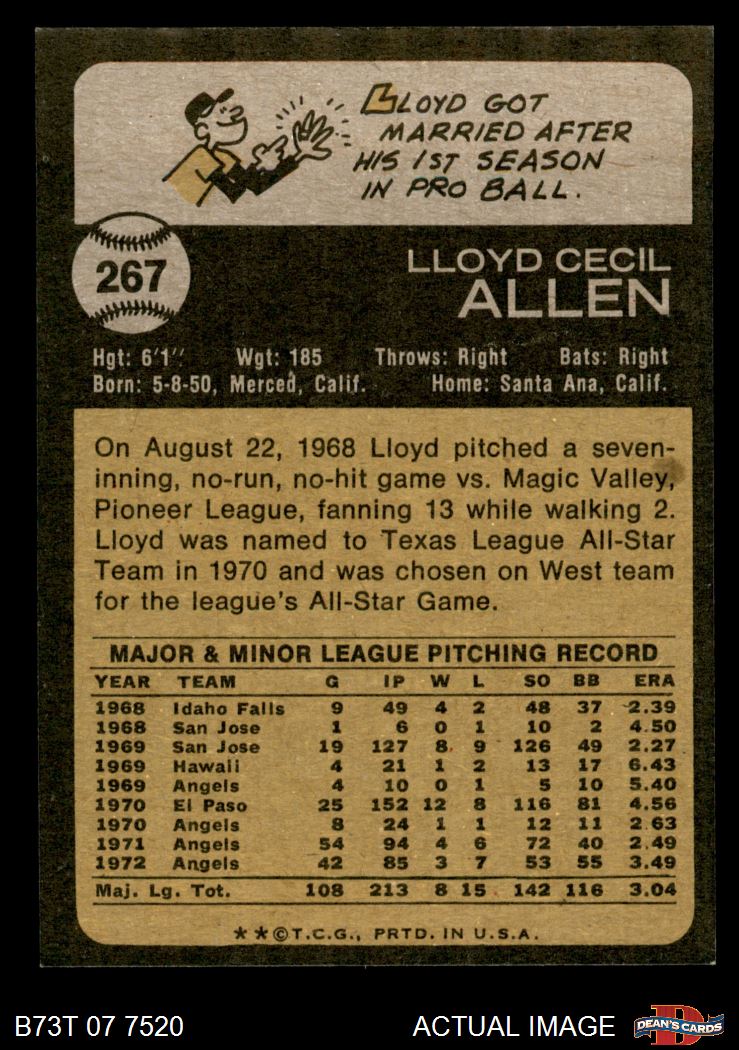 LLOYD GOT
MARRIED AFTER
HIS 1ST SEASON
IN PRO BALL.
267
LLOYD CECIL
ALLEN
Hgt: 6'1" Wgt: 185 Throws: Right Bats: Right
Born: 5-8-50, Merced, Calif. Home: Santa Ana, Calif.
On August 22, 1968 Lloyd pitched a seven-
inning, no-run, no-hit game vs. Magic Valley,
Pioneer League, fanning 13 while walking 2.
Lloyd was named to Texas League All-Star
Team in 1970 and was chosen on West team
for the league's All-Star Game.
MAJOR & MINOR LEAGUE PITCHING RECORD
YEAR TEAM G IP W L SO BB ERA
1968 Idaho Falls 9 49 4 2 48 37 2.39
1968 San Jose 1 6 0 1 10 2 4.50
1969 San Jose 19 127 8 9 126 49 2.27
1969 Hawaii 4 21 1 2 13 17 6.43
1969 Angels 4 10 0 1 5 10 5.40
1970 El Paso 25 152 12 8 116 81 4.56
1970 Angels 8 24 1 1 12 11 2.63
1971 Angels 54 94 4 6 72 40 2.49
1972 Angels 42 85 3 7 53 55 3.49
Maj. Lg. Tot. 108 213 8 15 142 116 3.04
**©T.C.G., PRTD. IN U.S.A.
B73T 07 7520 ACTUAL IMAGE D DEAN'S CARDS